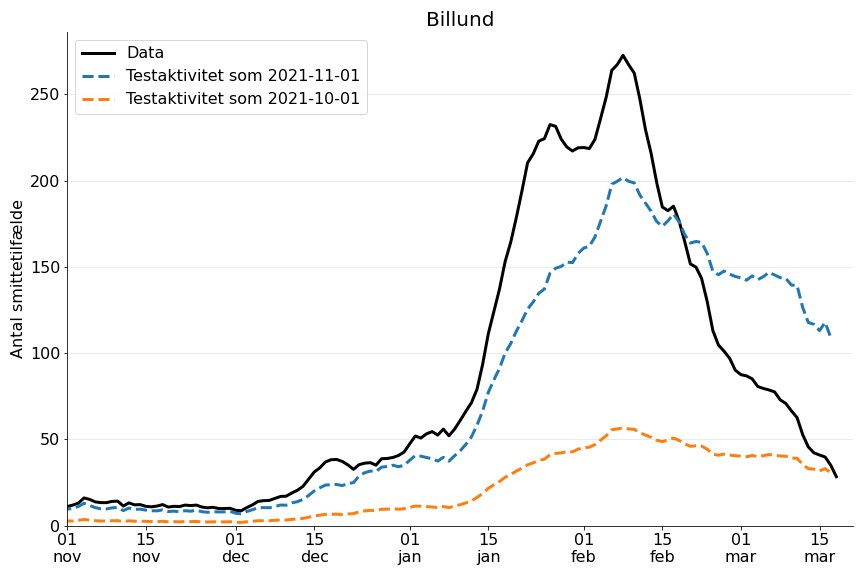 Billund
Data
Testaktivitet som 2021-11-01
Testaktivitet som 2021-10-01
Antal smittetilfælde
250
200
150
100
50
0
01 15 01 15 01 15 01 15 01 15
nov nov dec dec jan jan feb feb mar mar